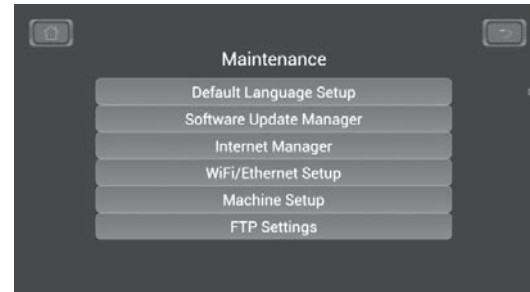 Maintenance
Default Language Setup
Software Update Manager
Internet Manager
WiFi/Ethernet Setup
Machine Setup
FTP Settings